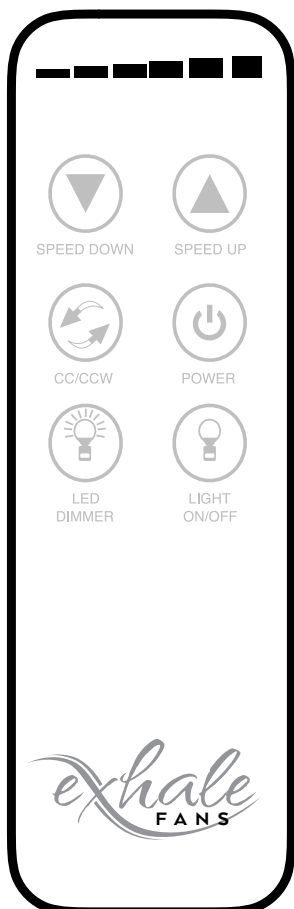 SPEED DOWN
SPEED UP
CC/CCW
POWER
LED
DIMMER
LIGHT
ON/OFF
exhale
FANS